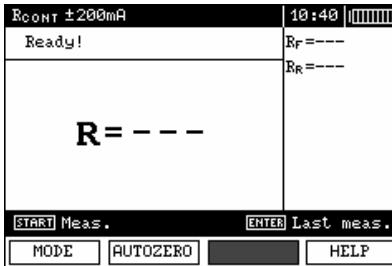 RCONT ±200mA 10:40
Ready!
RF=---
RR=---
R=---
START Meas. ENTER Last meas.
MODE AUTOZERO HELP